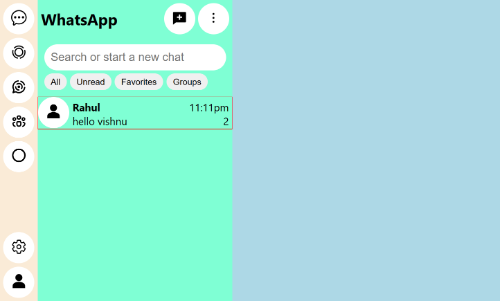 WhatsApp
Search or start a new chat
All Unread Favorites Groups
Rahul 11:11pm
hello vishnu 2